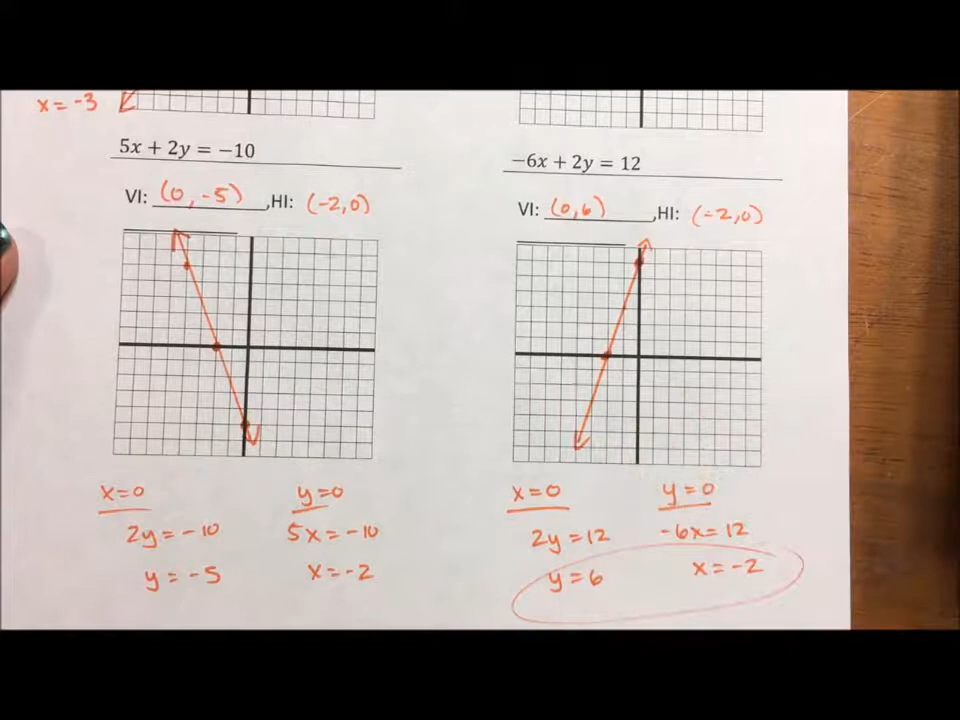 x = -3
5x + 2y = −10
VI: (0, -5) ,HI: (-2,0)
x=0
y=0
2y = -10
5x = -10
y = -5
x = -2
−6x + 2y = 12
VI: (0,6) ,HI: (-2,0)
x=0
y=0
2y = 12
-6x = 12
y = 6
x = -2